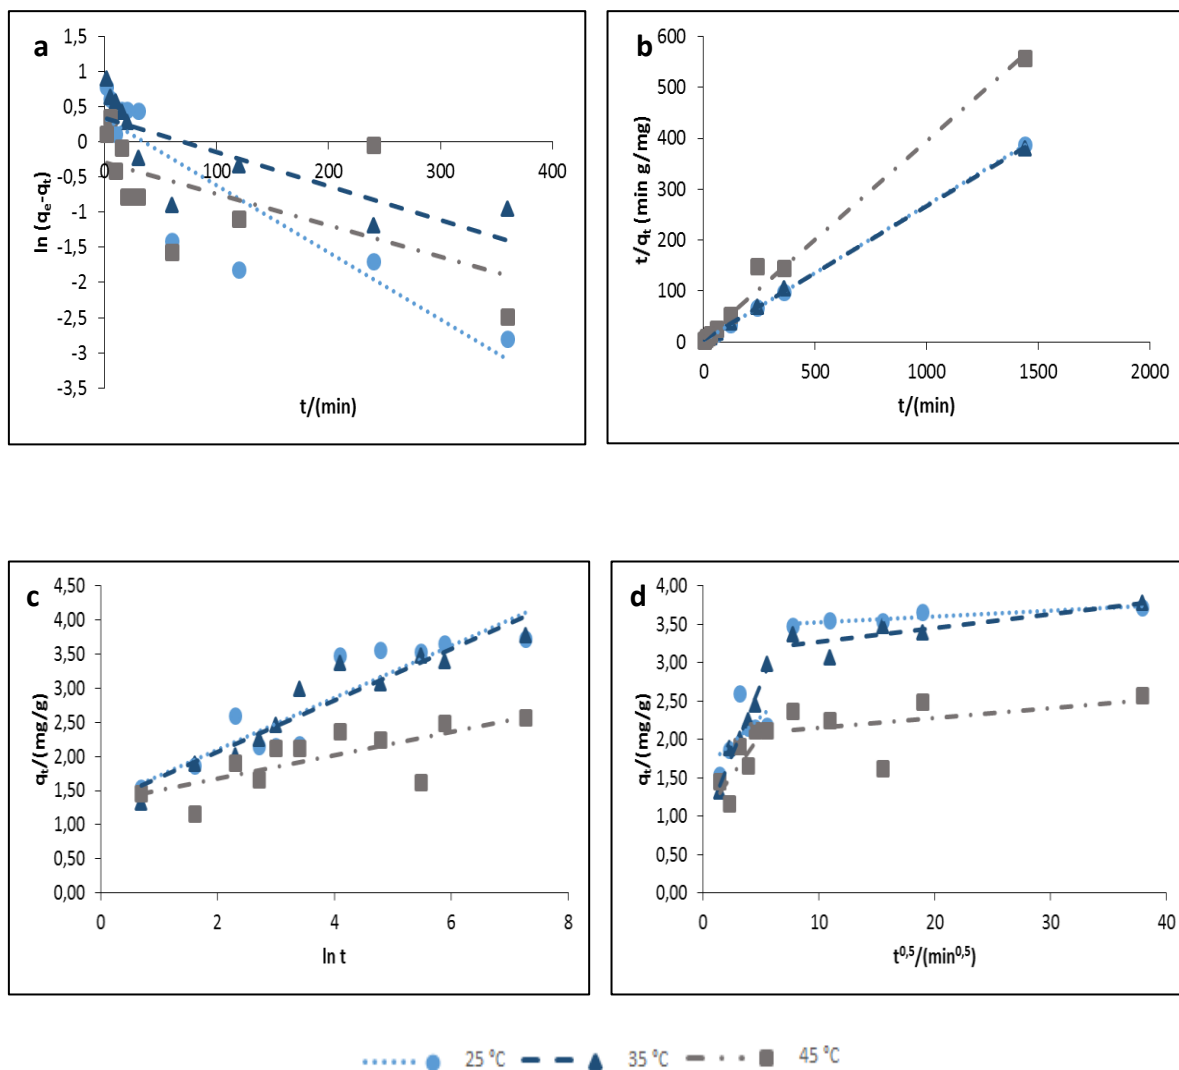 a
1,5
1
0,5
0
-0,5
-1
-1,5
-2
-2,5
-3
-3,5
0 100 200 300 400
ln (qe-qt)
t/(min)
b
600
500
400
300
200
100
0
0 500 1000 1500 2000
t/qt (min g/mg)
t/(min)
c
4,50
4,00
3,50
3,00
2,50
2,00
1,50
1,00
0,50
0,00
0 2 4 6 8
qt/(mg/g)
ln t
d
4,00
3,50
3,00
2,50
2,00
1,50
1,00
0,50
0,00
0 10 20 30 40
qt/(mg/g)
t0,5/(min0,5)
25 °C 35 °C 45 °C